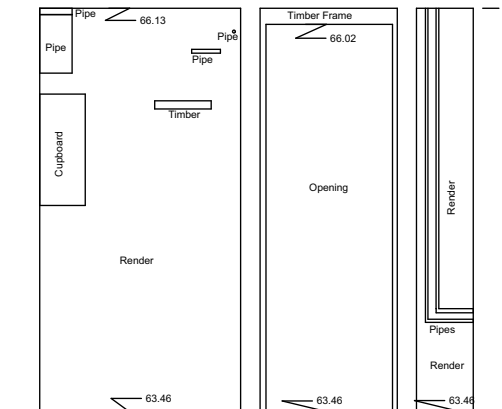 Pipe
66.13
Pipe
Pipe
Pipe
Timber
Cupboard
Render
63.46
Timber Frame
66.02
Opening
63.46
Render
Pipes
Render
63.46